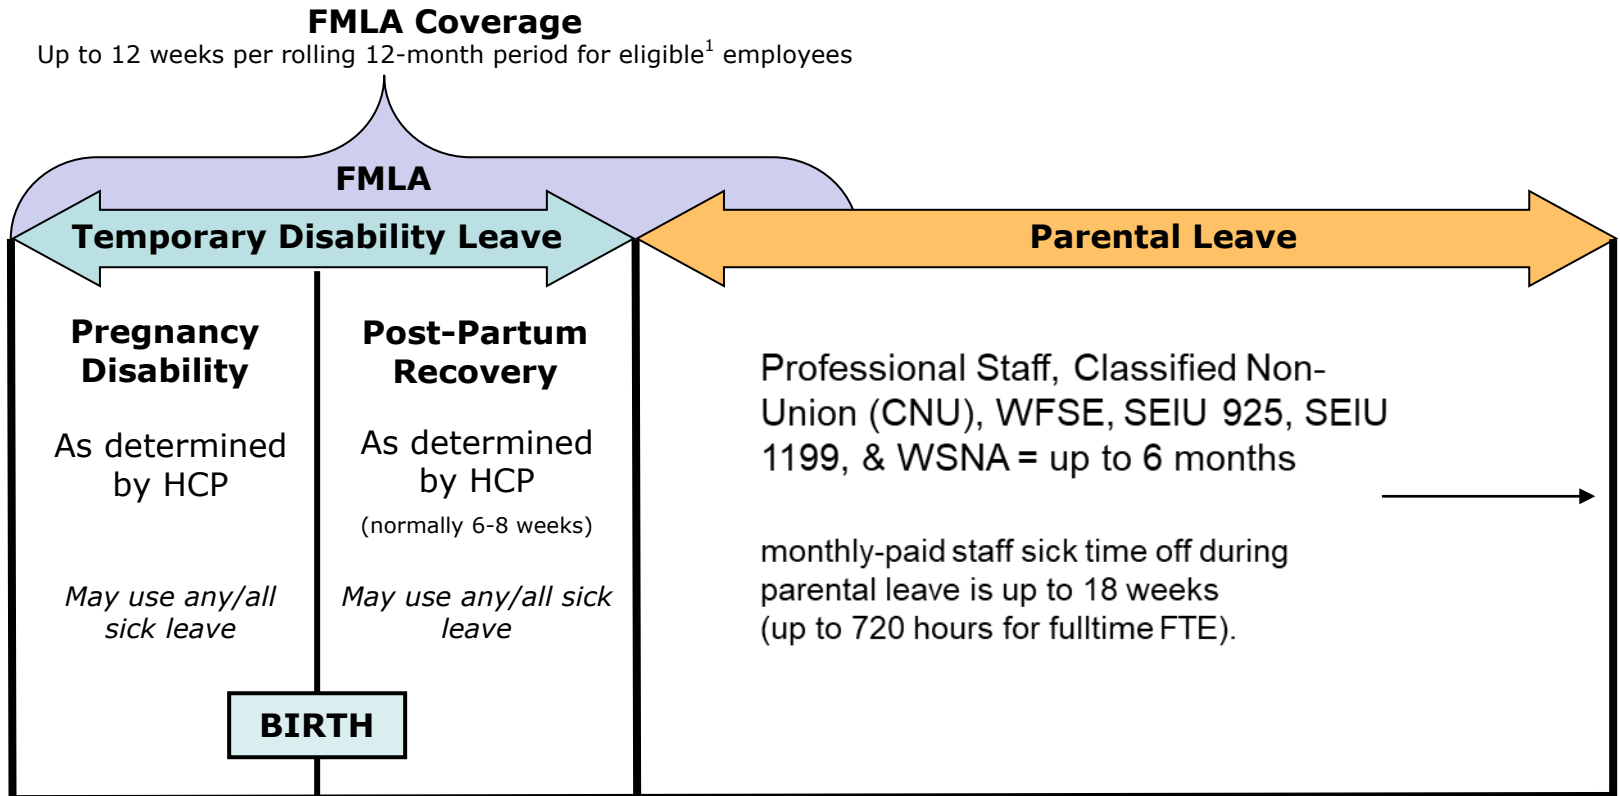 FMLA Coverage
Up to 12 weeks per rolling 12-month period for eligible¹ employees
FMLA
Temporary Disability Leave
Parental Leave
Pregnancy
Disability
As determined
by HCP
May use any/all
sick leave
Post-Partum
Recovery
As determined
by HCP
(normally 6-8 weeks)
May use any/all sick
leave
BIRTH
Professional Staff, Classified Non-
Union (CNU), WFSE, SEIU 925, SEIU
1199, & WSNA = up to 6 months
monthly-paid staff sick time off during
parental leave is up to 18 weeks
(up to 720 hours for fulltime FTE).